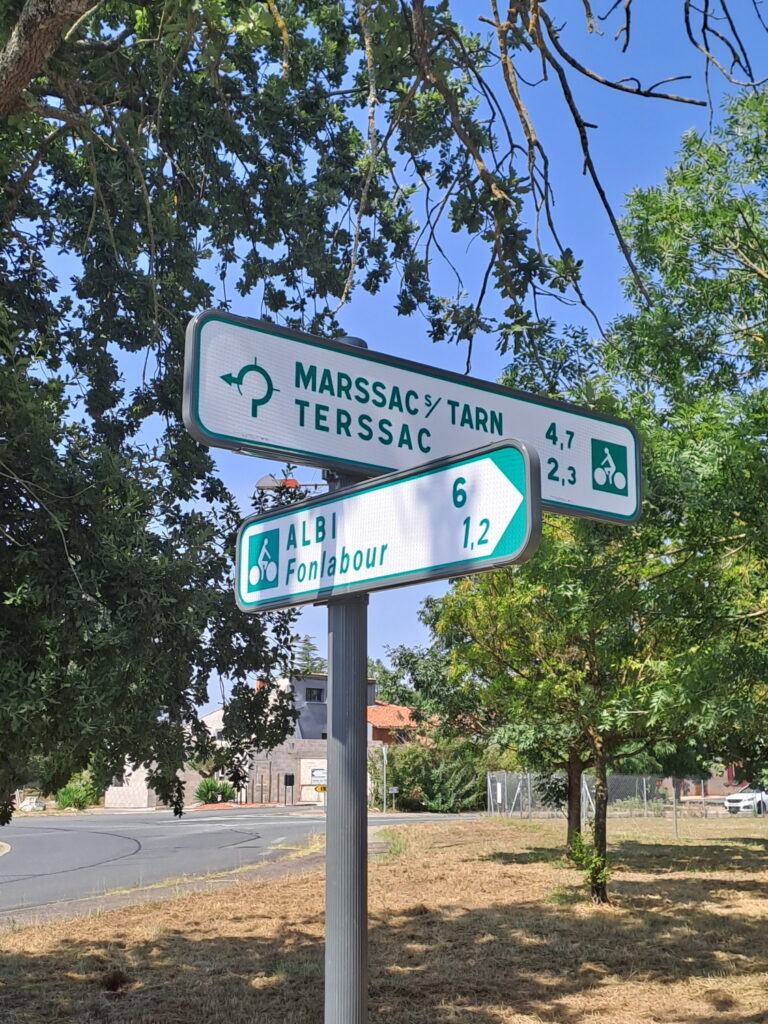 MARSSAC s/ TARN 4,7
TERSSAC 2,3
ALBI 6
Fonlabour 1,2